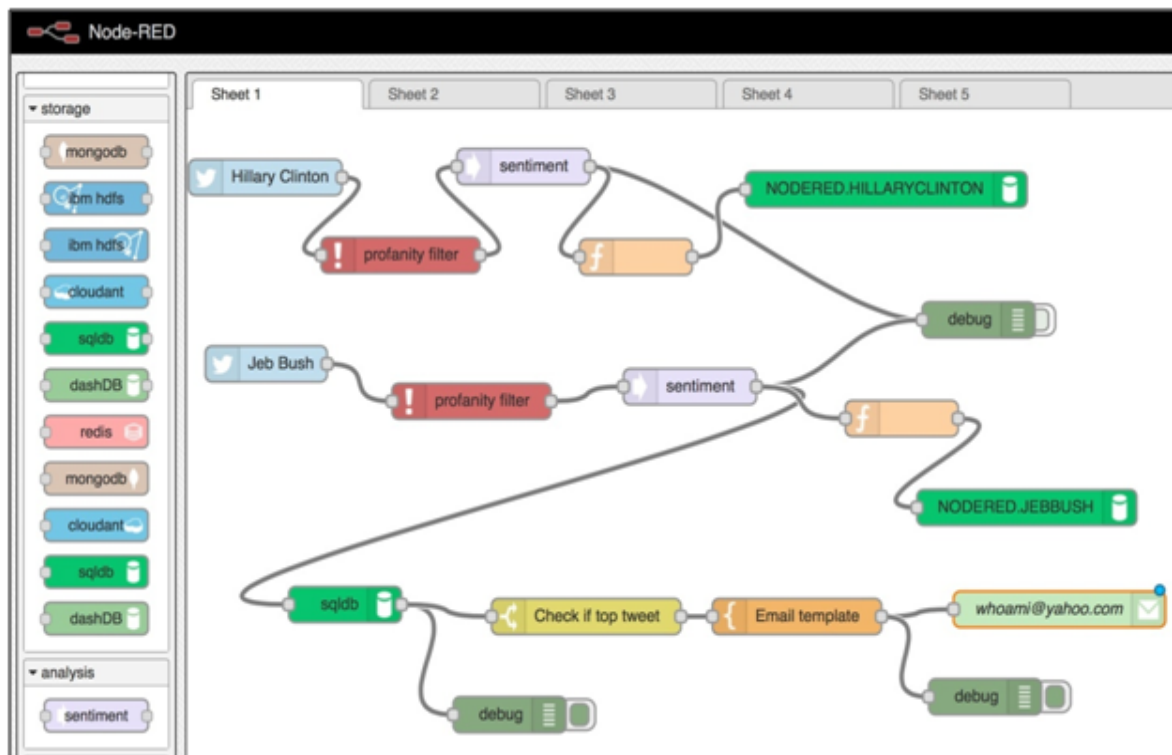 Node-RED
Sheet 1
Sheet 2
Sheet 3
Sheet 4
Sheet 5
storage
mongodb
ibm hdfs
ibm hdfs
cloudant
sqldb
dashDB
redis
mongodb
cloudant
sqldb
dashDB
analysis
sentiment
Hillary Clinton
sentiment
NODERED.HILLARYCLINTON
profanity filter
f
debug
Jeb Bush
sentiment
profanity filter
f
NODERED.JEBBUSH
sqldb
Check if top tweet
Email template
whoami@yahoo.com
debug
debug